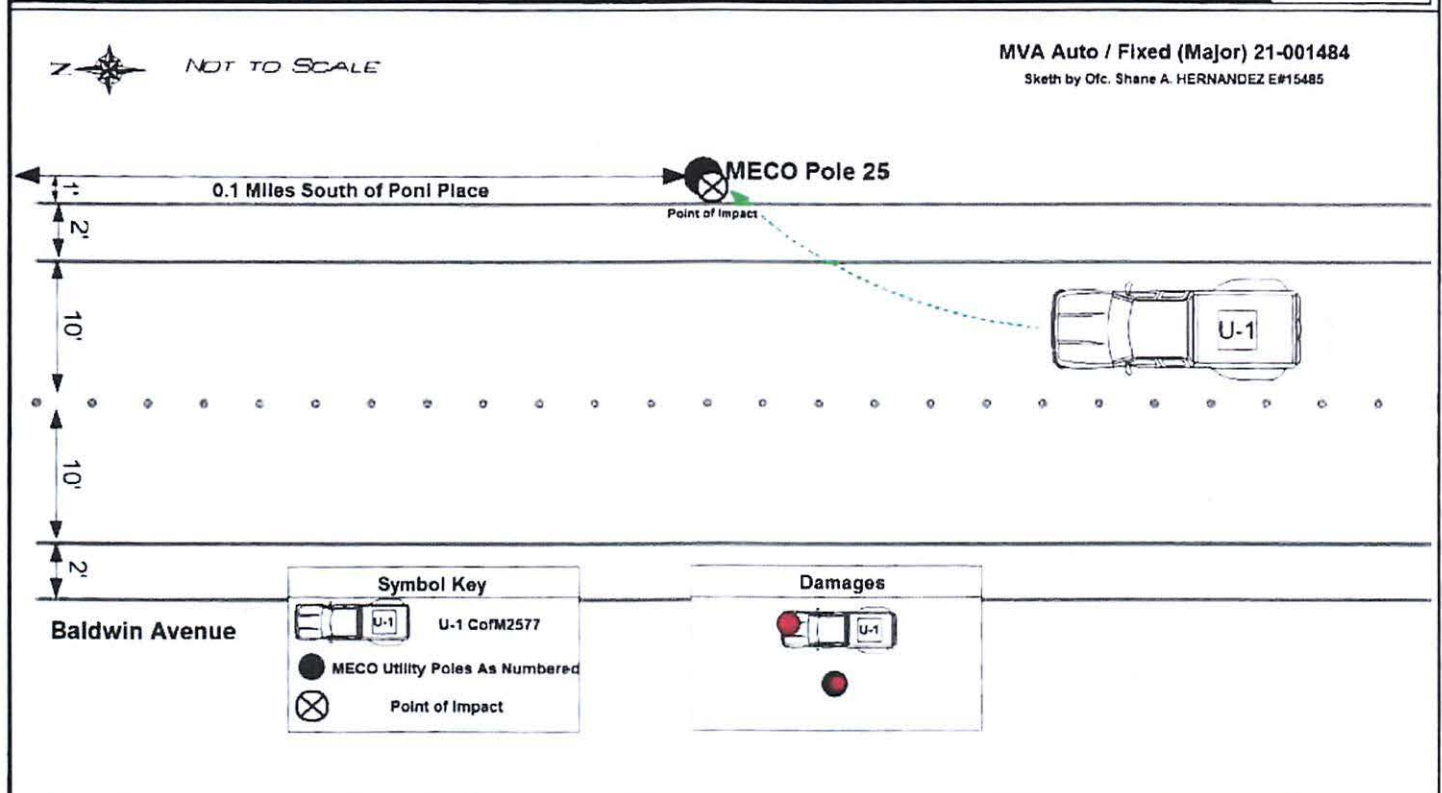 Z
NOT TO SCALE
MVA Auto / Fixed (Major) 21-001484
Sketh by Ofc. Shane A. HERNANDEZ E#15485
MECO Pole 25
1'
0.1 Miles South of Poni Place
Point of Impact
2'
10'
U-1
10'
2'
Baldwin Avenue
Symbol Key
U-1
U-1 CofM2577
MECO Utility Poles As Numbered
Point of Impact
Damages
U-1